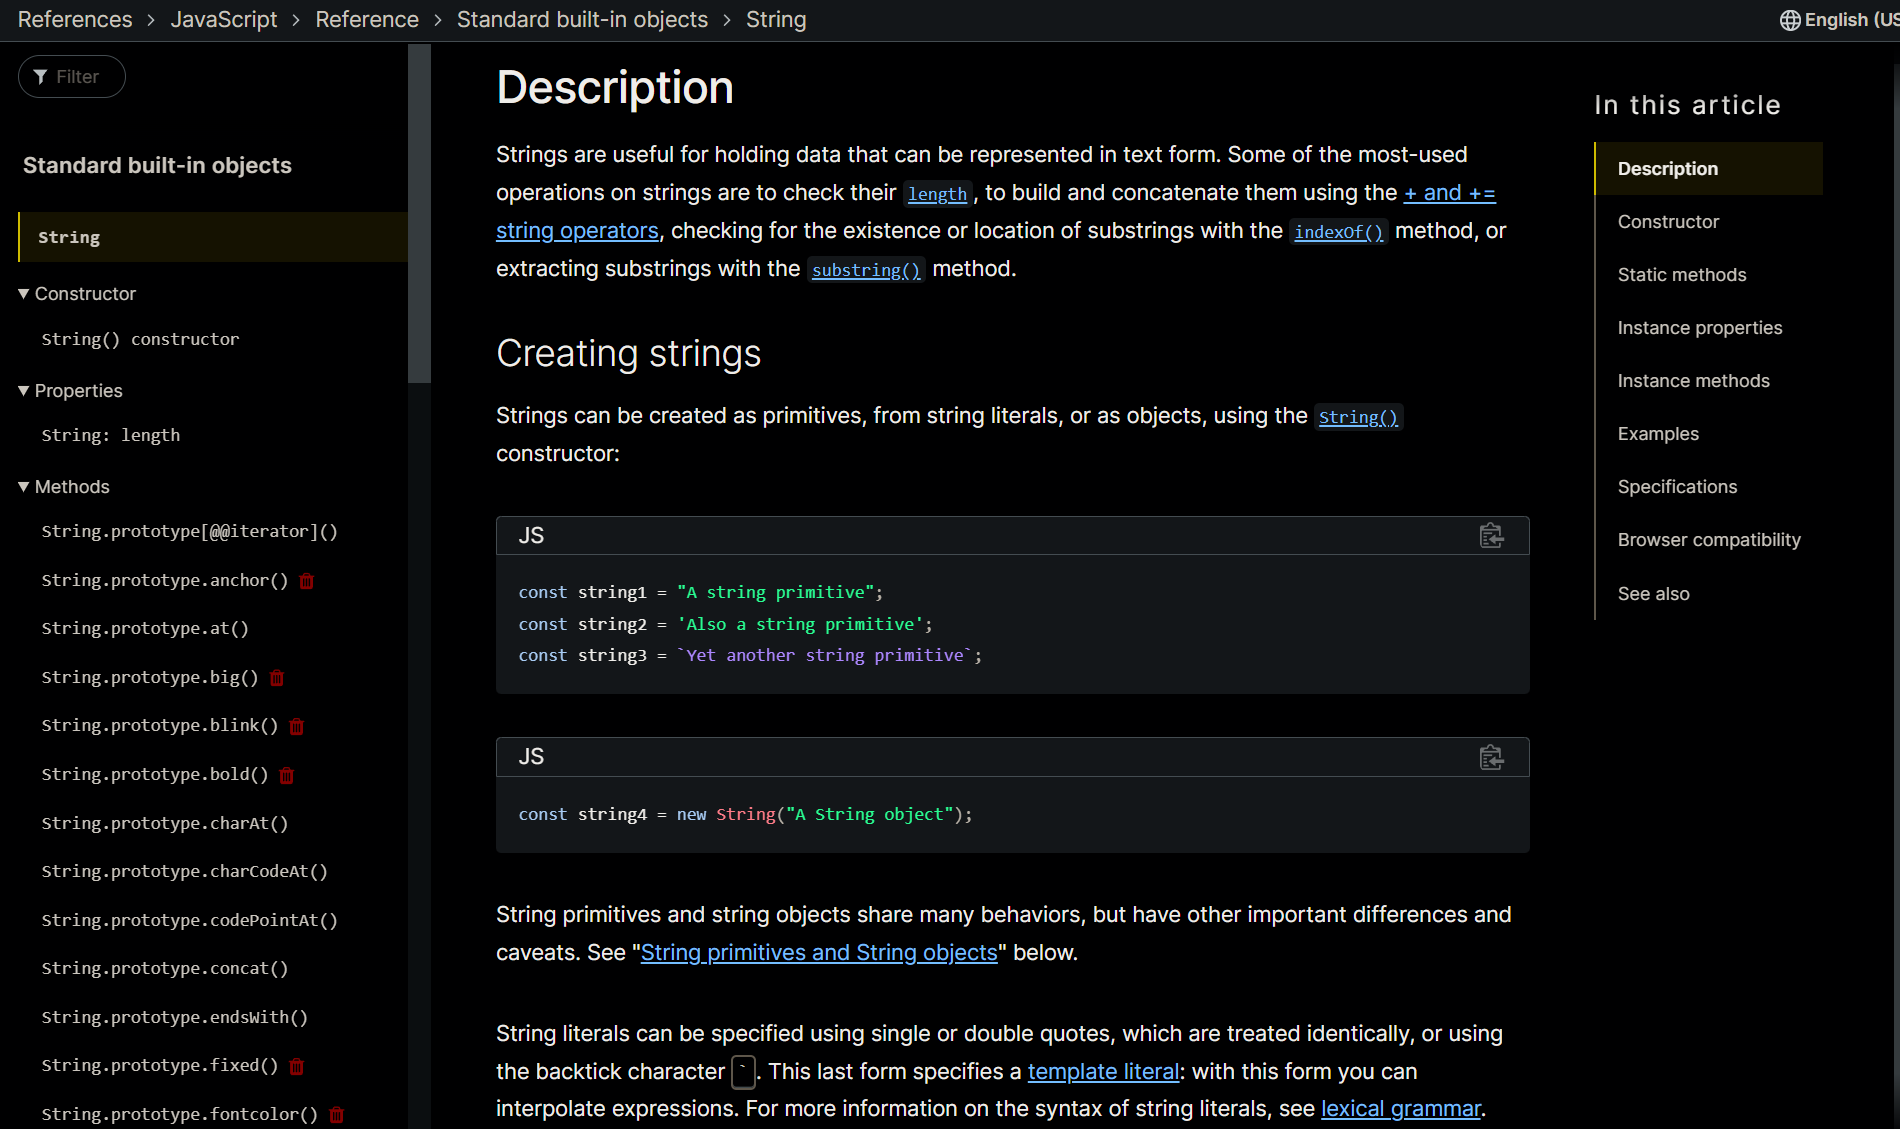 References > JavaScript > Reference > Standard built-in objects > String
English (US
Filter
Standard built-in objects
String
▼ Constructor
String() constructor
▼ Properties
String: length
▼ Methods
String.prototype[@@iterator]()
String.prototype.anchor()
String.prototype.at()
String.prototype.big()
String.prototype.blink()
String.prototype.bold()
String.prototype.charAt()
String.prototype.charCodeAt()
String.prototype.codePointAt()
String.prototype.concat()
String.prototype.endsWith()
String.prototype.fixed()
String.prototype.fontcolor()
Description
Strings are useful for holding data that can be represented in text form. Some of the most-used
operations on strings are to check their length, to build and concatenate them using the + and +=
string operators, checking for the existence or location of substrings with the indexOf() method, or
extracting substrings with the substring() method.
Creating strings
Strings can be created as primitives, from string literals, or as objects, using the String()
constructor:
JS
const string1 = "A string primitive";
const string2 = 'Also a string primitive';
const string3 = `Yet another string primitive`;
JS
const string4 = new String("A String object");
String primitives and string objects share many behaviors, but have other important differences and
caveats. See "String primitives and String objects" below.
String literals can be specified using single or double quotes, which are treated identically, or using
the backtick character `. This last form specifies a template literal: with this form you can
interpolate expressions. For more information on the syntax of string literals, see lexical grammar.
In this article
Description
Constructor
Static methods
Instance properties
Instance methods
Examples
Specifications
Browser compatibility
See also